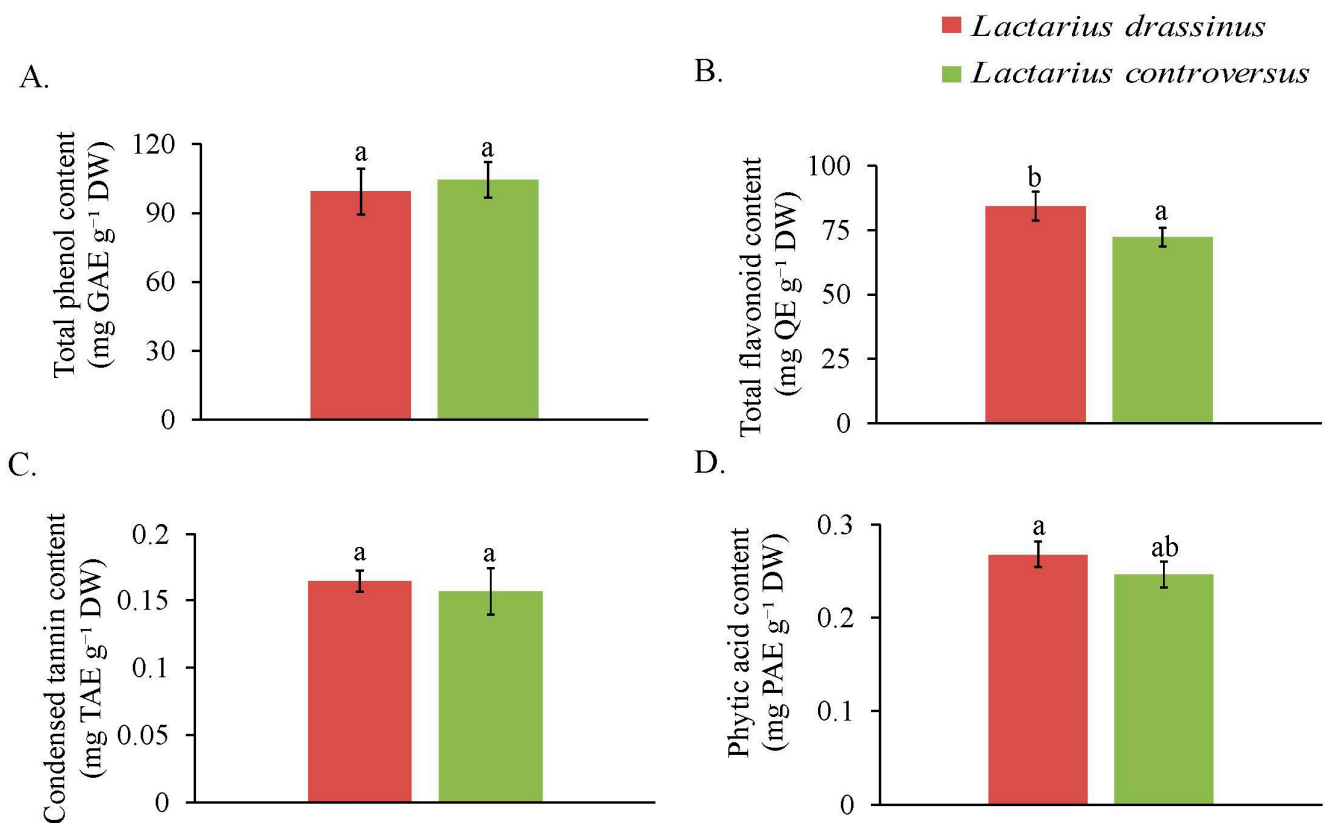 Lactarius drassinus
Lactarius controversus
A.
Total phenol content
(mg GAE g⁻¹ DW)
120
90
60
30
0
a
a
B.
Total flavonoid content
(mg QE g⁻¹ DW)
100
75
50
25
0
b
a
C.
Condensed tannin content
(mg TAE g⁻¹ DW)
0.2
0.15
0.1
0.05
0
a
a
D.
Phytic acid content
(mg PAE g⁻¹ DW)
0.3
0.2
0.1
0
a
ab